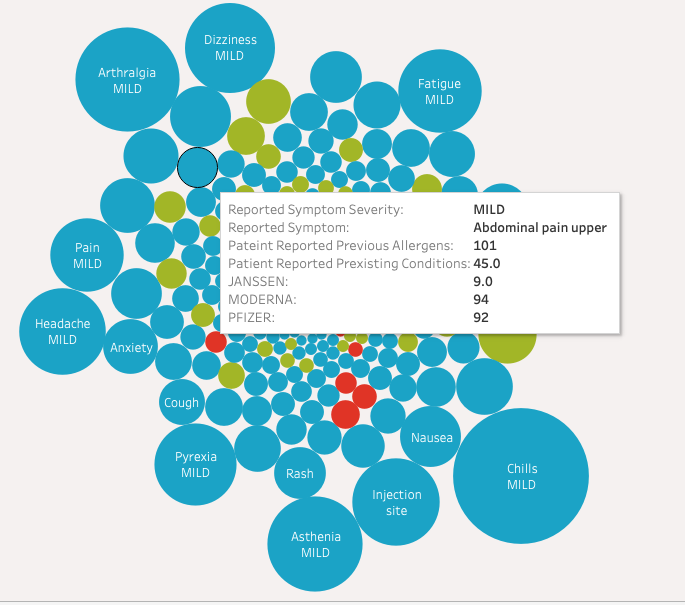 Dizziness
MILD
Arthralgia
MILD
Fatigue
MILD
Reported Symptom Severity: MILD
Reported Symptom: Abdominal pain upper
Pateint Reported Previous Allergens: 101
Patient Reported Prexisting Conditions: 45.0
JANSSEN: 9.0
MODERNA: 94
PFIZER: 92
Pain
MILD
Headache
MILD
Anxiety
Cough
Nausea
Pyrexia
MILD
Rash
Chills
MILD
Injection
site
Asthenia
MILD